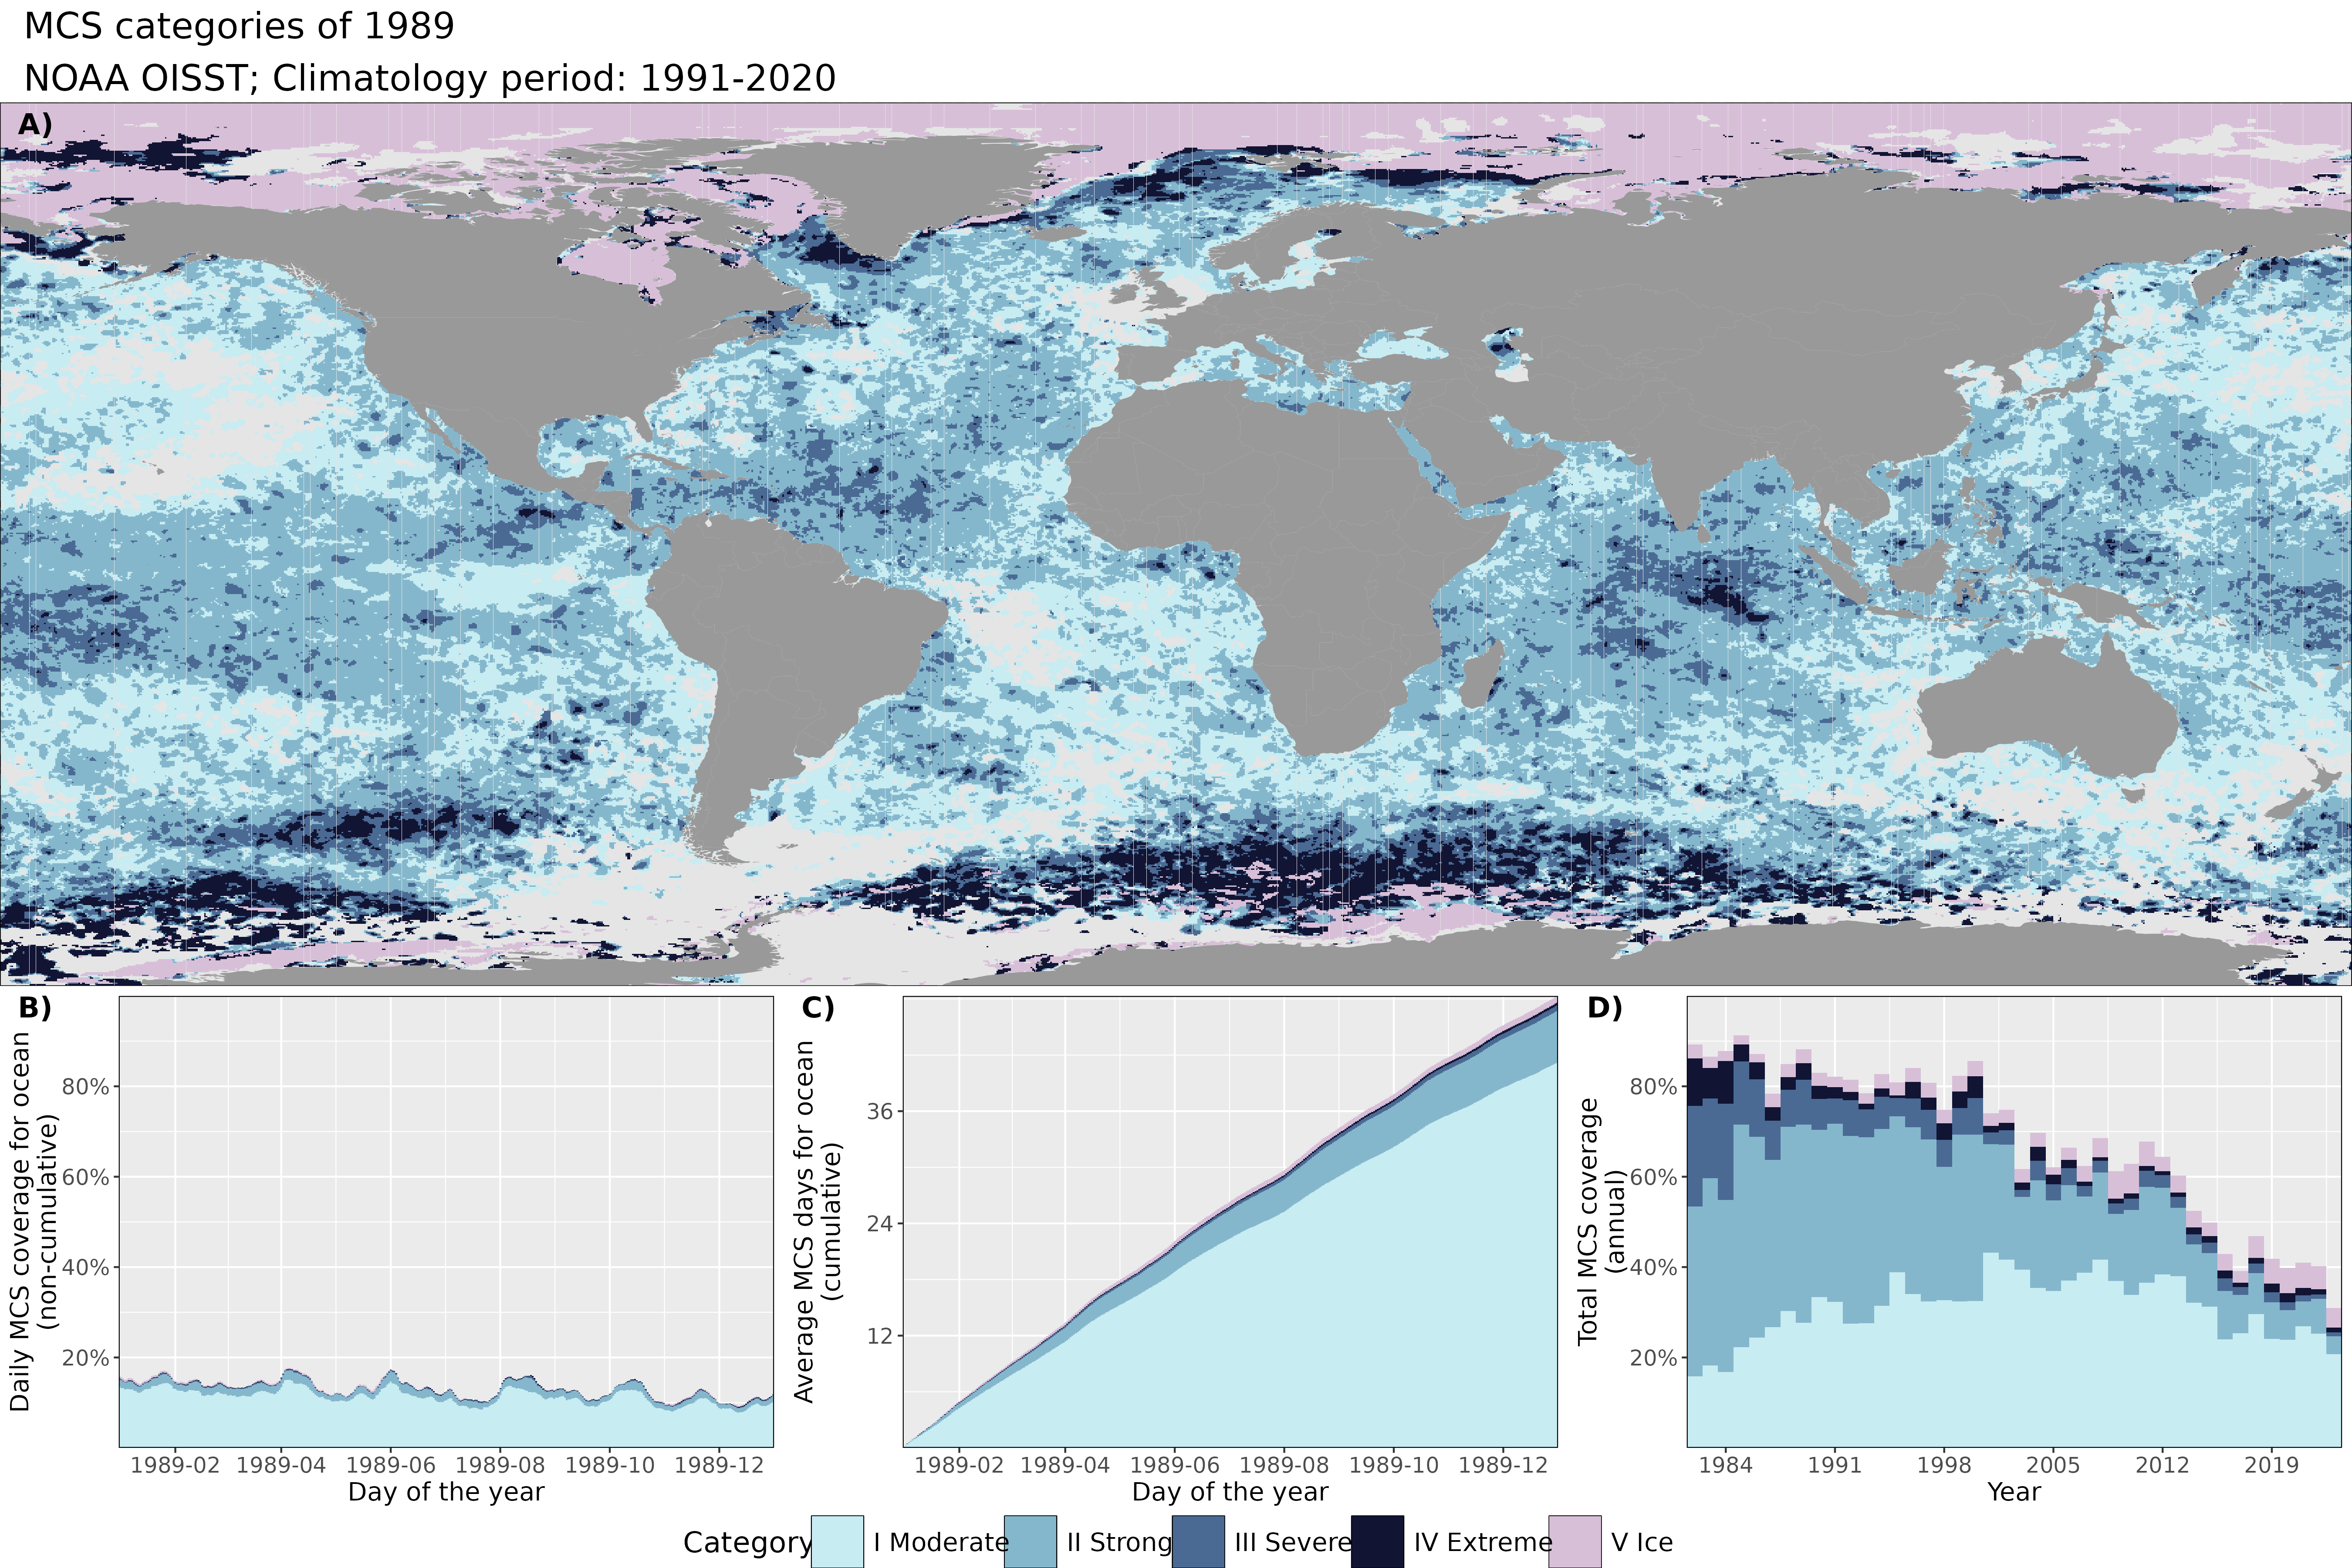 MCS categories of 1989
NOAA OISST; Climatology period: 1991-2020
A)
B)
Daily MCS coverage for ocean
(non-cumulative)
80%
60%
40%
20%
1989-02 1989-04 1989-06 1989-08 1989-10 1989-12
Day of the year
C)
Average MCS days for ocean
(cumulative)
36
24
12
1989-02 1989-04 1989-06 1989-08 1989-10 1989-12
Day of the year
D)
Total MCS coverage
(annual)
80%
60%
40%
20%
1984 1991 1998 2005 2012 2019
Year
Category I Moderate II Strong III Severe IV Extreme V Ice